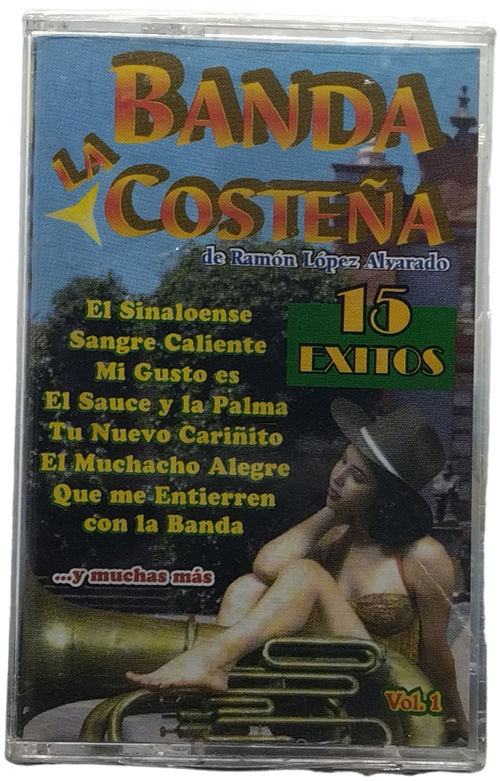 LA
BANDA
COSTEÑA
de Ramón López Alvarado
15
EXITOS
El Sinaloense
Sangre Caliente
Mi Gusto es
El Sauce y la Palma
Tu Nuevo Cariñito
El Muchacho Alegre
Que me Entierren
con la Banda
...y muchas más
Vol. 1